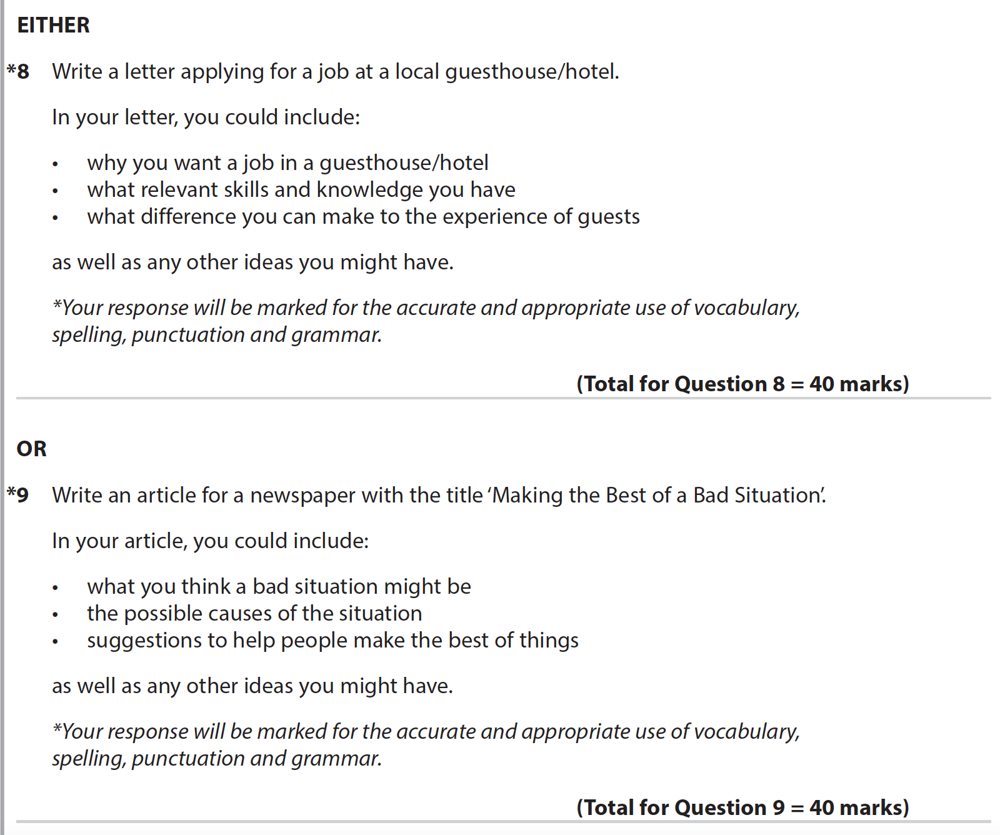 EITHER
*8 Write a letter applying for a job at a local guesthouse/hotel.
In your letter, you could include:
• why you want a job in a guesthouse/hotel
• what relevant skills and knowledge you have
• what difference you can make to the experience of guests
as well as any other ideas you might have.
*Your response will be marked for the accurate and appropriate use of vocabulary,
spelling, punctuation and grammar.
(Total for Question 8 = 40 marks)
OR
*9 Write an article for a newspaper with the title ‘Making the Best of a Bad Situation’.
In your article, you could include:
• what you think a bad situation might be
• the possible causes of the situation
• suggestions to help people make the best of things
as well as any other ideas you might have.
*Your response will be marked for the accurate and appropriate use of vocabulary,
spelling, punctuation and grammar.
(Total for Question 9 = 40 marks)